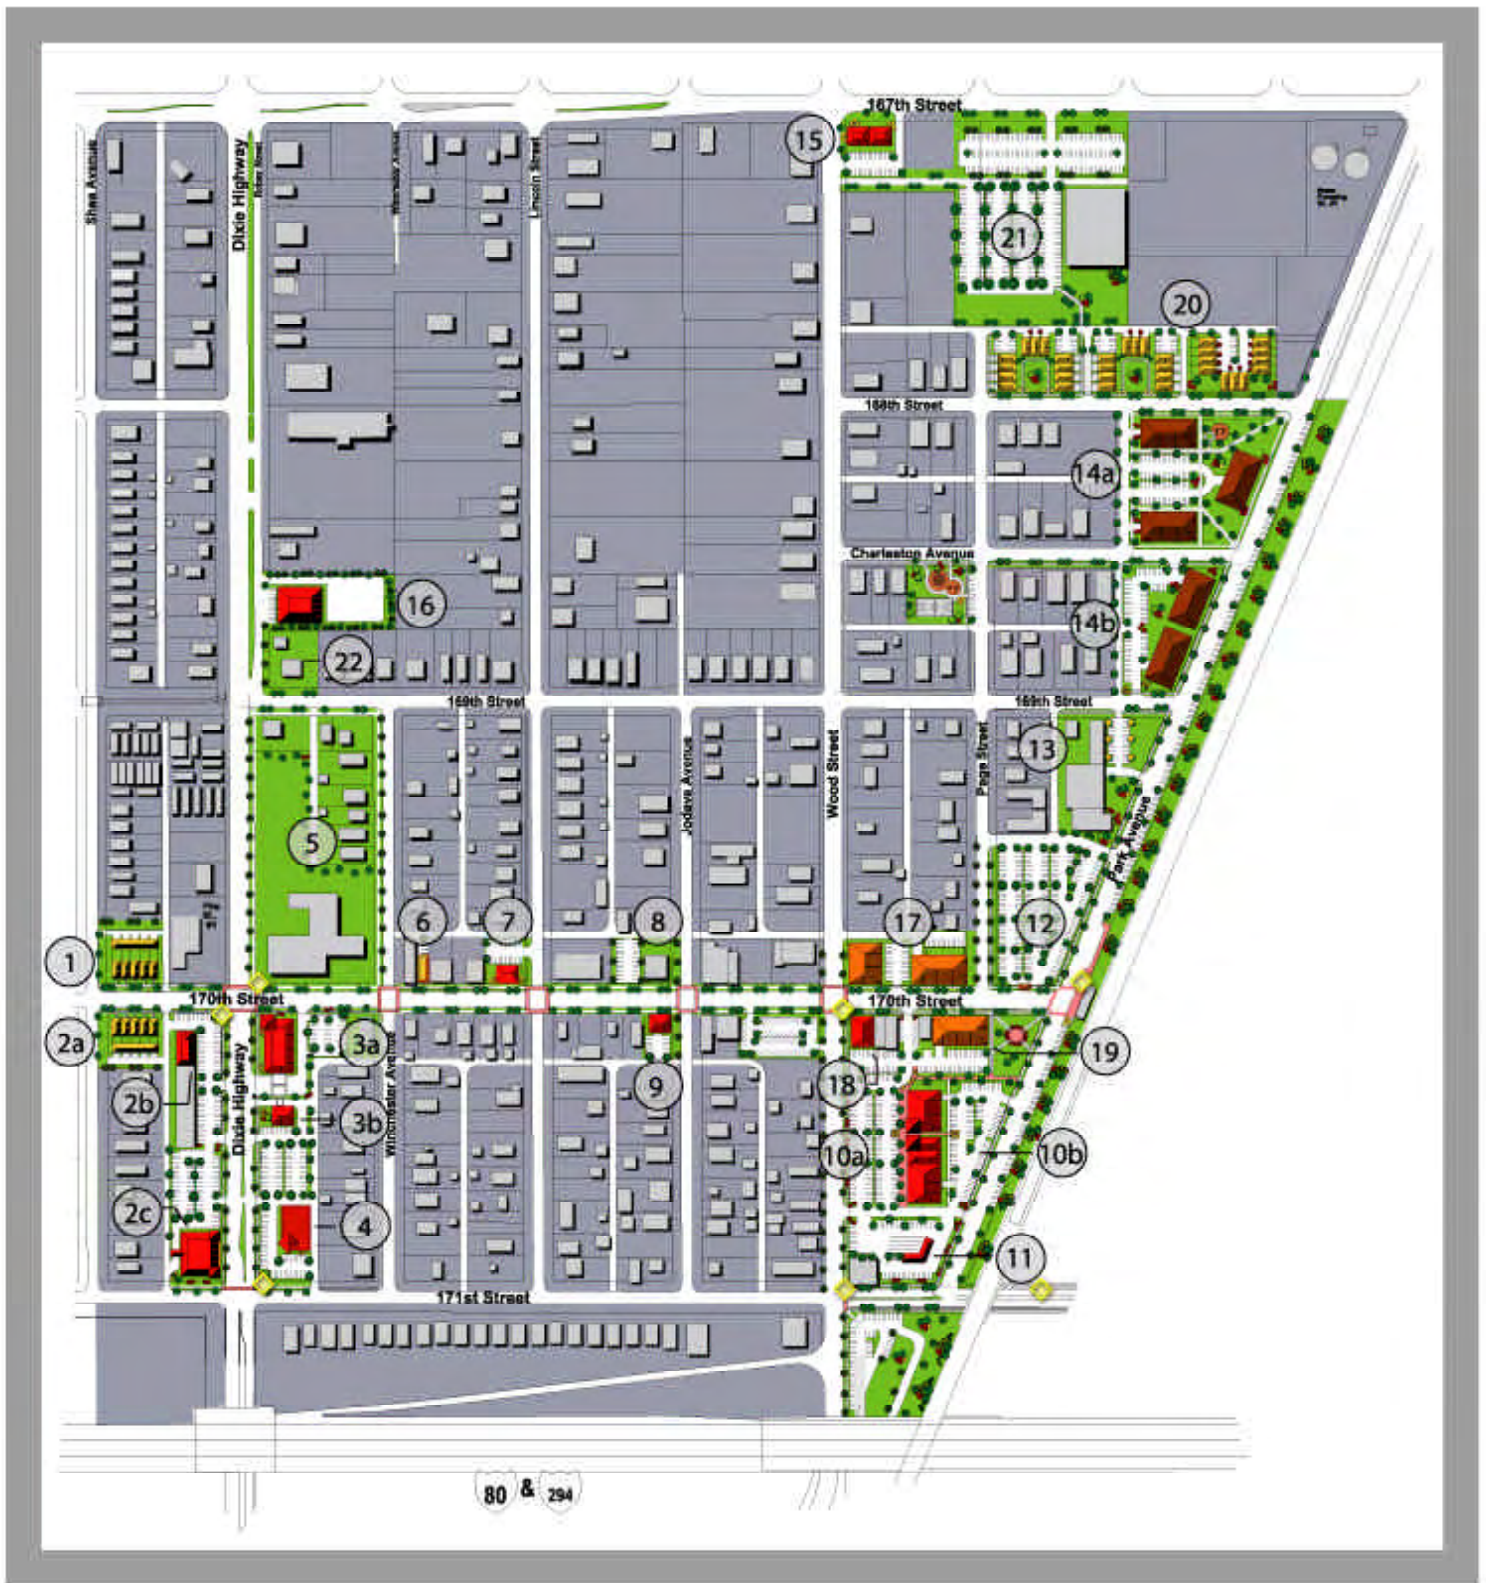 167th Street
15
Shea Avenue
Dixie Highway
Lincoln Street
21
20
168th Street
14a
Charleston Avenue
16
14b
22
169th Street
169th Street
13
Jodave Avenue
Wood Street
Page Street
Park Avenue
5
6
7
8
17
12
1
170th Street
170th Street
2a
3a
19
9
18
2b
3b
Dixie Highway
Winchester Avenue
10a
10b
2c
4
11
171st Street
80 & 294